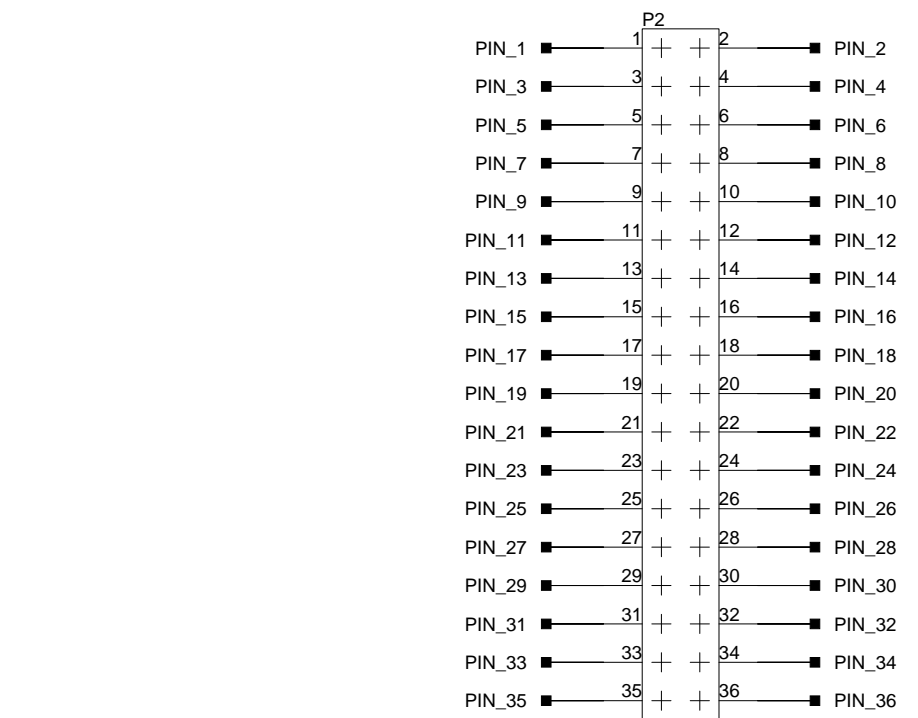 P2
PIN_1 1 2 PIN_2
PIN_3 3 4 PIN_4
PIN_5 5 6 PIN_6
PIN_7 7 8 PIN_8
PIN_9 9 10 PIN_10
PIN_11 11 12 PIN_12
PIN_13 13 14 PIN_14
PIN_15 15 16 PIN_16
PIN_17 17 18 PIN_18
PIN_19 19 20 PIN_20
PIN_21 21 22 PIN_22
PIN_23 23 24 PIN_24
PIN_25 25 26 PIN_26
PIN_27 27 28 PIN_28
PIN_29 29 30 PIN_30
PIN_31 31 32 PIN_32
PIN_33 33 34 PIN_34
PIN_35 35 36 PIN_36